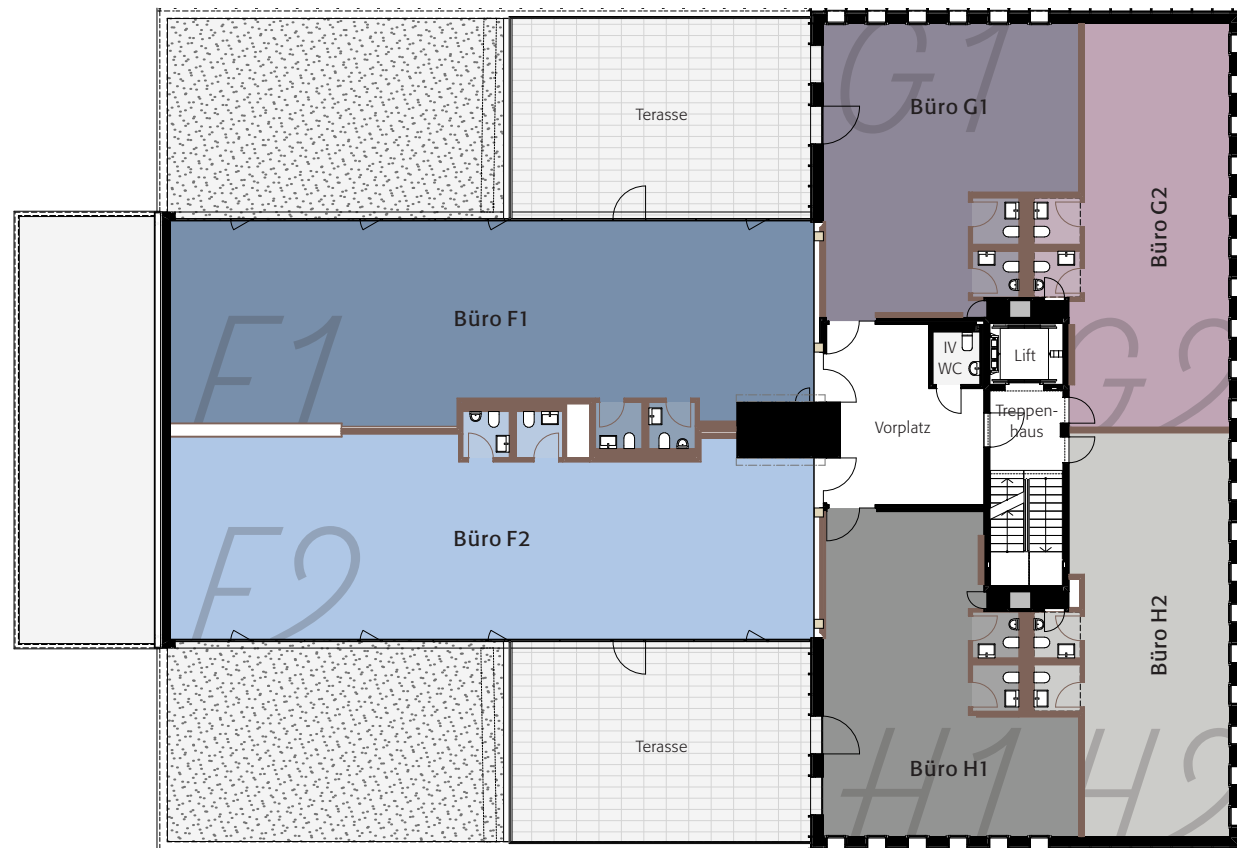 G1
Terasse
Büro G1
Büro G2
G2
F1
Büro F1
IV
WC
Lift
Treppen-
haus
Vorplatz
F2
Büro F2
Büro H2
Terasse
Büro H1
H1
H2